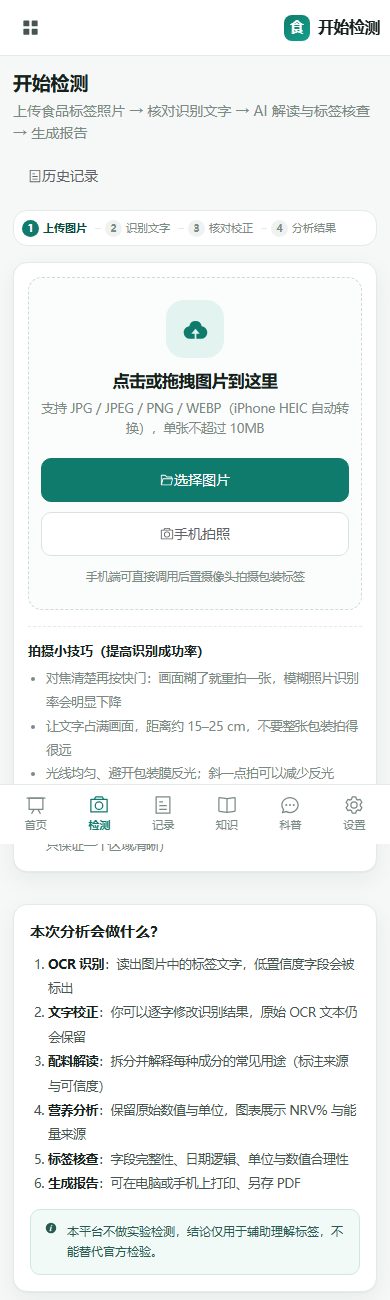 食 开始检测
开始检测
上传食品标签照片 → 核对识别文字 → AI 解读与标签核查
→ 生成报告
历史记录
1 上传图片 2 识别文字 3 核对校正 4 分析结果
点击或拖拽图片到这里
支持 JPG / JPEG / PNG / WEBP（iPhone HEIC 自动转
换），单张不超过 10MB
选择图片
手机拍照
手机端可直接调用后置摄像头拍摄包装标签
拍摄小技巧（提高识别成功率）
• 对焦清楚再按快门：画面糊了就重拍一张，模糊照片识别
率会明显下降
• 让文字占满画面，距离约 15–25 cm，不要整张包装拍得
很远
• 光线均匀、避开包装膜反光；斜一点拍可以减少反光
首页 检测 记录 知识 科普 设置
只保证一个区域清晰）
本次分析会做什么？
1. OCR 识别：读出图片中的标签文字，低置信度字段会被
标出
2. 文字校正：你可以逐字修改识别结果，原始 OCR 文本仍
会保留
3. 配料解读：拆分并解释每种成分的常见用途（标注来源
与可信度）
4. 营养分析：保留原始数值与单位，图表展示 NRV% 与能
量来源
5. 标签核查：字段完整性、日期逻辑、单位与数值合理性
6. 生成报告：可在电脑或手机上打印、另存 PDF
本平台不做实验检测，结论仅用于辅助理解标签，不
能替代官方检验。